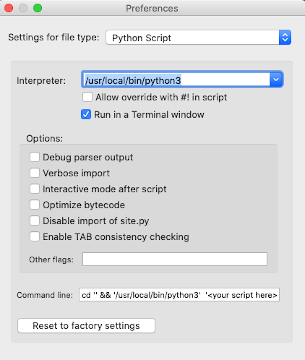 Preferences
Settings for file type: Python Script
Interpreter: /usr/local/bin/python3
Allow override with #! in script
Run in a Terminal window
Options:
Debug parser output
Verbose import
Interactive mode after script
Optimize bytecode
Disable import of site.py
Enable TAB consistency checking
Other flags:
Command line: cd '' && '/usr/local/bin/python3' '<your script here>
Reset to factory settings